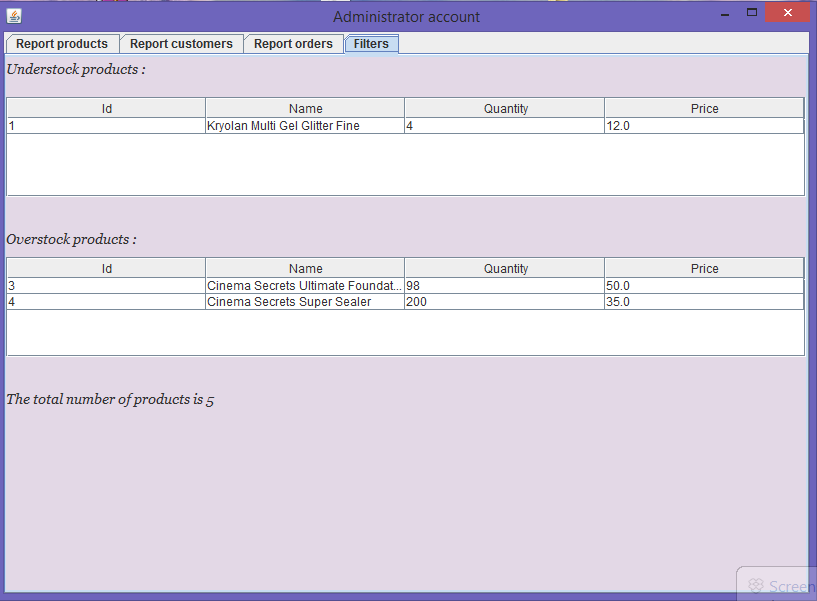 Administrator account
Report products Report customers Report orders Filters
Understock products :
Id Name Quantity Price
1 Kryolan Multi Gel Glitter Fine 4 12.0
Overstock products :
Id Name Quantity Price
3 Cinema Secrets Ultimate Foundat... 98 50.0
4 Cinema Secrets Super Sealer 200 35.0
The total number of products is 5
Screen